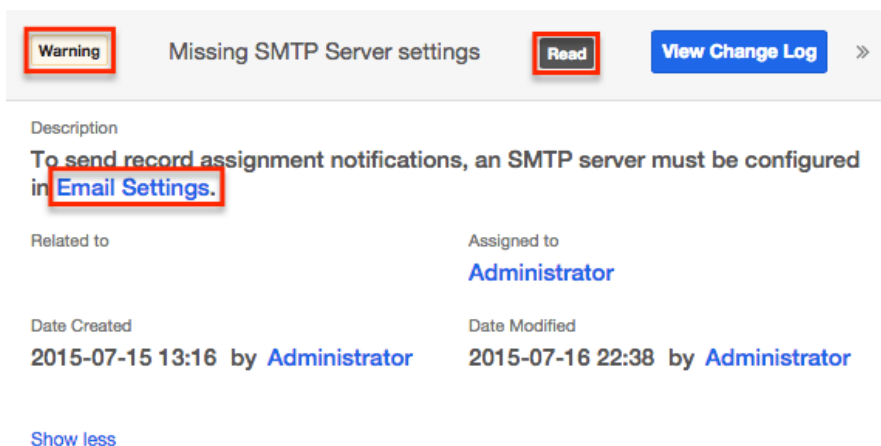 Warning Missing SMTP Server settings Read View Change Log »
Description
To send record assignment notifications, an SMTP server must be configured
in Email Settings.
Related to Assigned to
Administrator
Date Created Date Modified
2015-07-15 13:16 by Administrator 2015-07-16 22:38 by Administrator
Show less